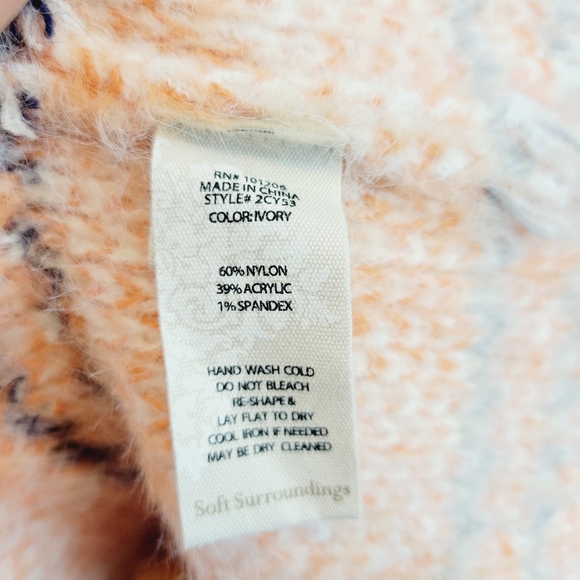 RN# 101206
MADE IN CHINA
STYLE# 2CY53
COLOR:IVORY
60% NYLON
39% ACRYLIC
1% SPANDEX
HAND WASH COLD
DO NOT BLEACH
RE-SHAPE &
LAY FLAT TO DRY
COOL IRON IF NEEDED
MAY BE DRY CLEANED
Soft Surroundings